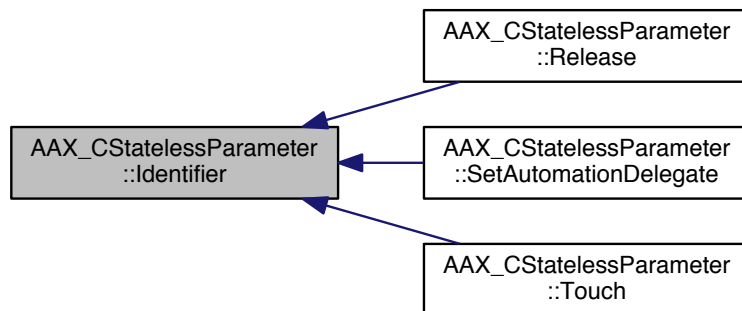 AAX_CStatelessParameter
::Identifier
AAX_CStatelessParameter
::Release
AAX_CStatelessParameter
::SetAutomationDelegate
AAX_CStatelessParameter
::Touch